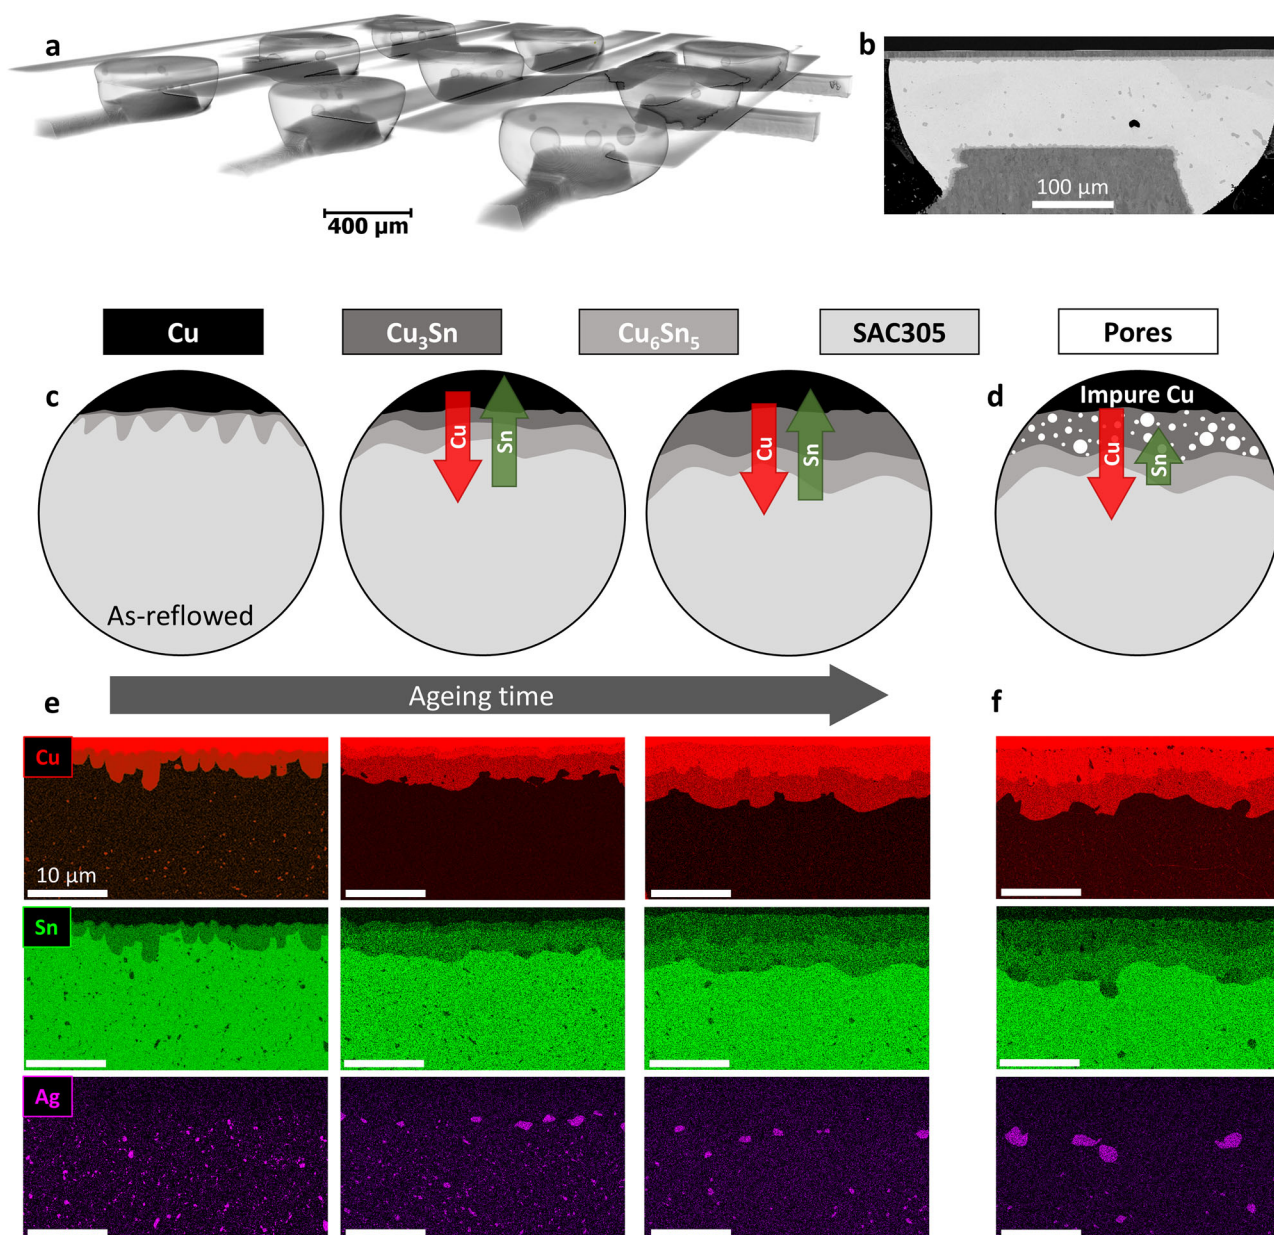 a
b
400 µm
100 µm
Cu
Cu₃Sn
Cu₆Sn₅
SAC305
Pores
c
d
Impure Cu
Cu
Sn
Cu
Sn
Cu
Sn
As-reflowed
Ageing time
e
f
Cu
10 µm
Sn
Ag